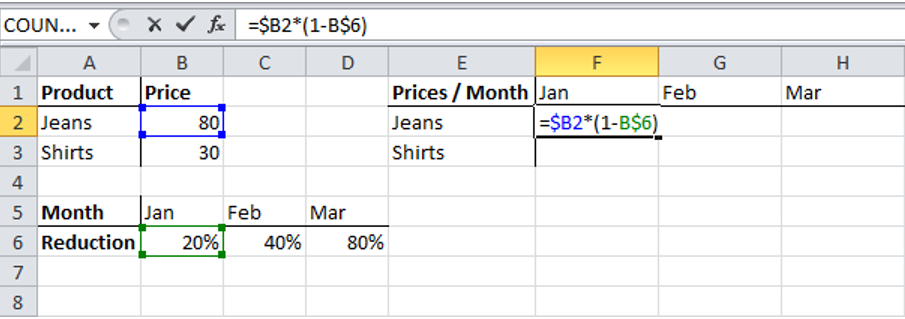 COUN... fx =$B2*(1-B$6)
A B C D E F G H
1 Product Price Prices / Month Jan Feb Mar
2 Jeans 80 Jeans =$B2*(1-B$6)
3 Shirts 30 Shirts
4
5 Month Jan Feb Mar
6 Reduction 20% 40% 80%
7
8